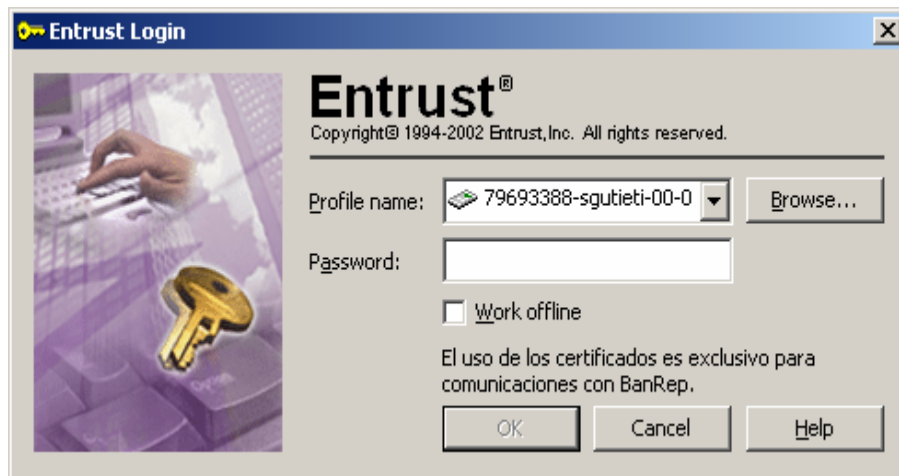 Entrust Login
Entrust®
Copyright© 1994-2002 Entrust, Inc. All rights reserved.
Profile name: 79693388-sgutieti-00-0 Browse...
Password:
Work offline
El uso de los certificados es exclusivo para
comunicaciones con BanRep.
OK Cancel Help